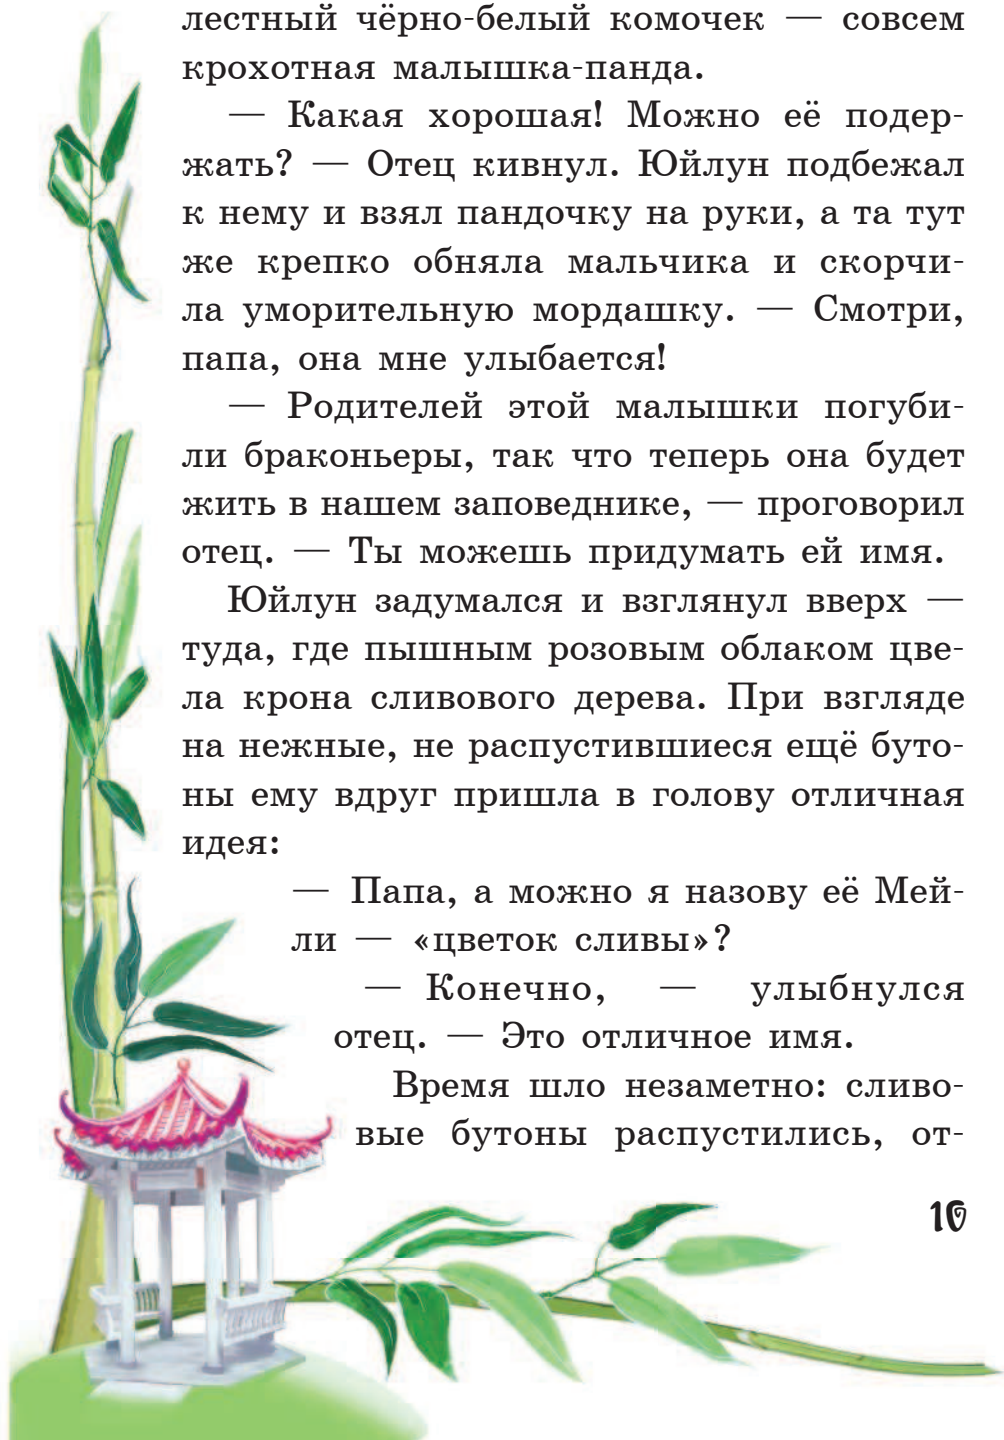 лестный чёрно-белый комочек — совсем
крохотная малышка-панда.
— Какая хорошая! Можно её подер-
жать? — Отец кивнул. Юйлун подбежал
к нему и взял пандочку на руки, а та тут
же крепко обняла мальчика и скорчи-
ла уморительную мордашку. — Смотри,
папа, она мне улыбается!
— Родителей этой малышки погуби-
ли браконьеры, так что теперь она будет
жить в нашем заповеднике, — проговорил
отец. — Ты можешь придумать ей имя.
Юйлун задумался и взглянул вверх —
туда, где пышным розовым облаком цве-
ла крона сливового дерева. При взгляде
на нежные, не распустившиеся ещё буто-
ны ему вдруг пришла в голову отличная
идея:
— Папа, а можно я назову её Мей-
ли — «цветок сливы»?
— Конечно, — улыбнулся
отец. — Это отличное имя.
Время шло незаметно: сливо-
вые бутоны распустились, от-
10